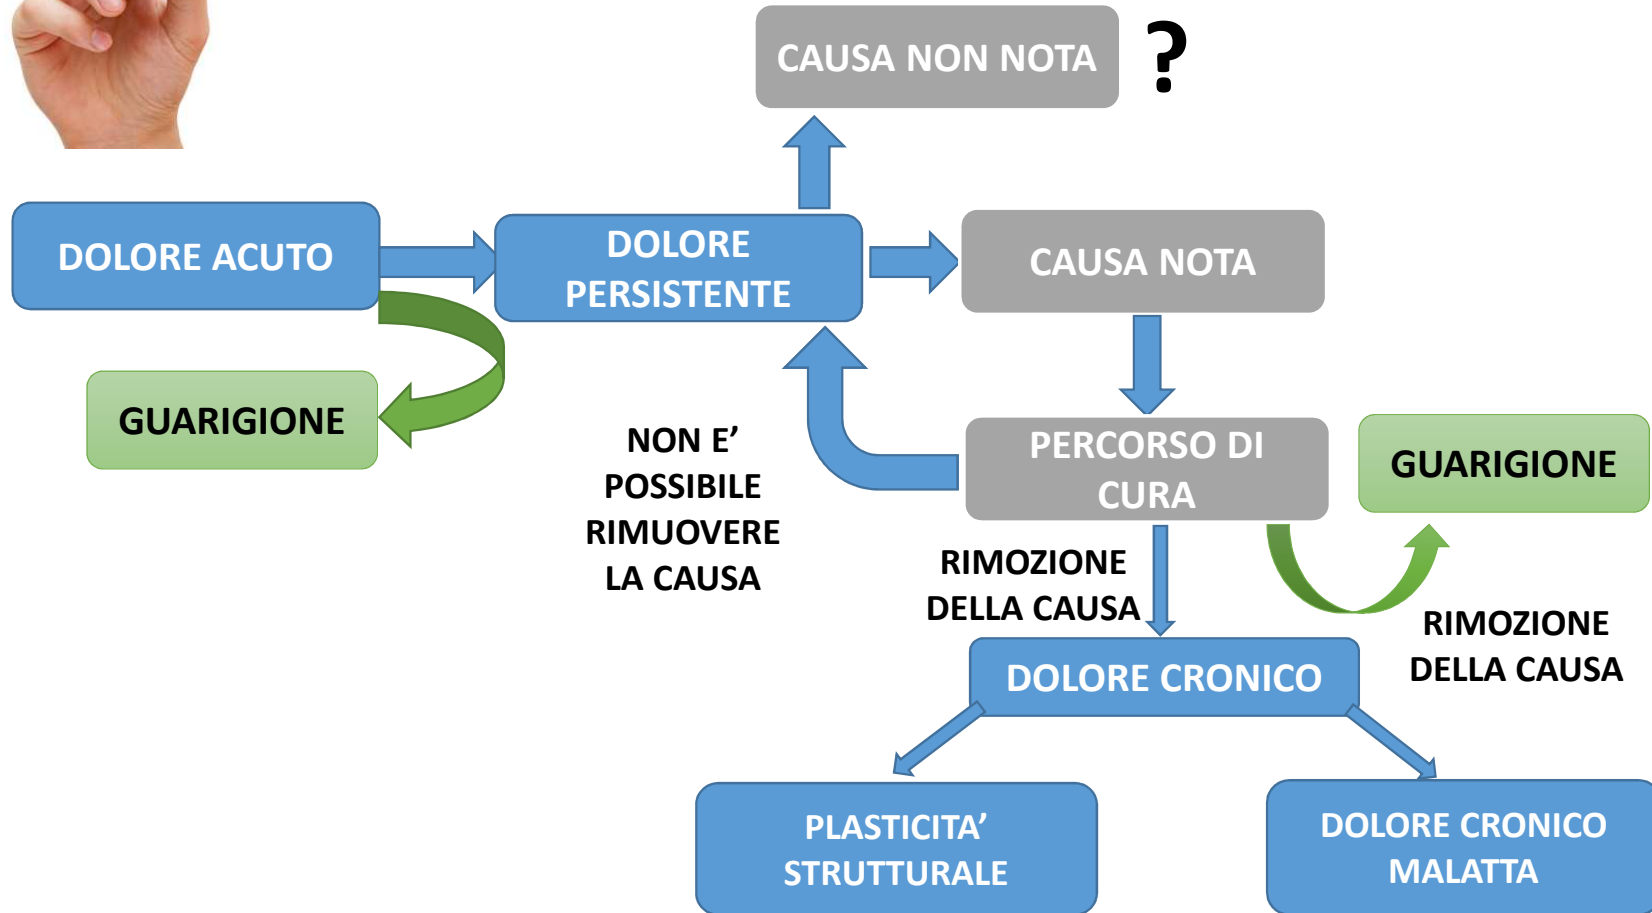 CAUSA NON NOTA
?
DOLORE ACUTO
DOLORE
PERSISTENTE
CAUSA NOTA
GUARIGIONE
NON E’
POSSIBILE
RIMUOVERE
LA CAUSA
PERCORSO DI
CURA
GUARIGIONE
RIMOZIONE
DELLA CAUSA
RIMOZIONE
DELLA CAUSA
DOLORE CRONICO
PLASTICITA’
STRUTTURALE
DOLORE CRONICO
MALATTA